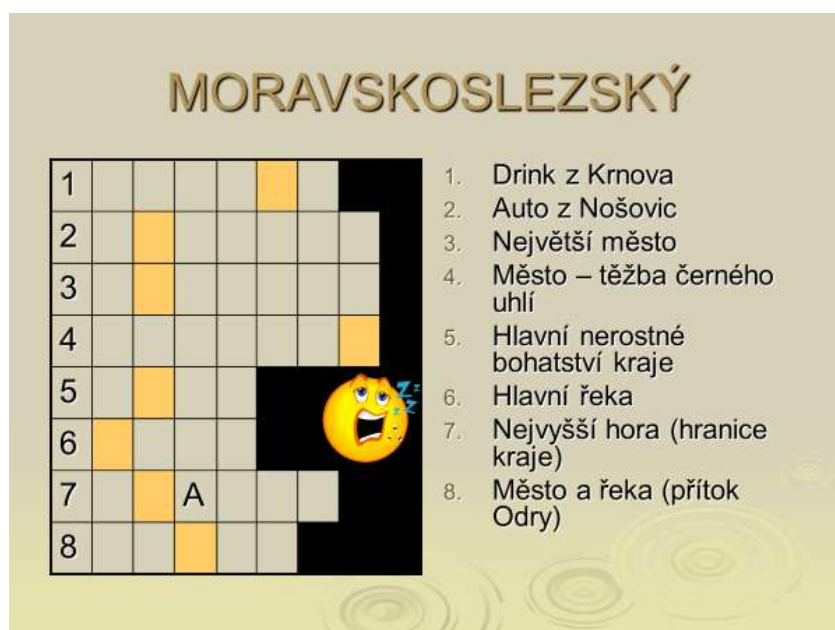 MORAVSKOSLEZSKÝ
1
2
3
4
5
6
7 A
8
1. Drink z Krnova
2. Auto z Nošovic
3. Největší město
4. Město – těžba černého
uhlí
5. Hlavní nerostné
bohatství kraje
6. Hlavní řeka
7. Nejvyšší hora (hranice
kraje)
8. Město a řeka (přítok
Odry)
zz
zz